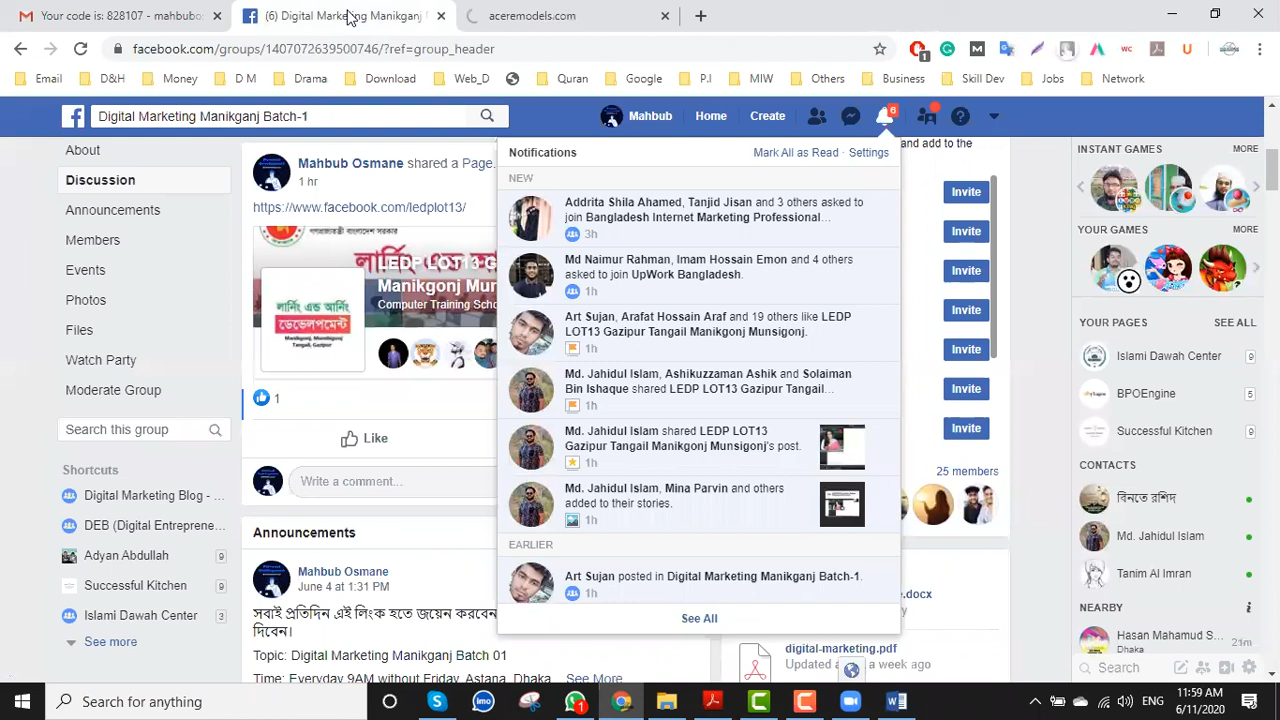 Your code is: 828107 - mahbubos
(6) Digital Marketing Manikganj
aceremodels.com
facebook.com/groups/1407072639500746/?ref=group_header
Email D&H Money D M Drama Download Web_D Quran Google P.I MIW Others Business Skill Dev Jobs Network
Digital Marketing Manikganj Batch-1
Mahbub Home Create
6
About
Discussion
Announcements
Members
Events
Photos
Files
Watch Party
Moderate Group
Search this group
Shortcuts
Digital Marketing Blog - ...
DEB (Digital Entreprene...
Adyan Abdullah 9
Successful Kitchen 9
Islami Dawah Center 3
See more
Mahbub Osmane shared a Page.
1 hr
https://www.facebook.com/ledplot13/
লার্নিং এন্ড আর্নিং
ডেভেলপমেন্ট
LEDP LOT13 G
Manikgonj Mun
Computer Training Scho
1
Like
Write a comment...
Announcements
Mahbub Osmane
June 4 at 1:31 PM
সবাই প্রতিদিন এই লিংক হতে জয়েন করবেন
দিবেন।
Topic: Digital Marketing Manikganj Batch 01
Time: Everyday 9AM without Friday, Astana, Dhaka
See More
Notifications
Mark All as Read · Settings
NEW
Addrita Shila Ahamed, Tanjid Jisan and 3 others asked to
join Bangladesh Internet Marketing Professional...
3h
Md Naimur Rahman, Imam Hossain Emon and 4 others
asked to join UpWork Bangladesh.
1h
Art Sujan, Arafat Hossain Araf and 19 others like LEDP
LOT13 Gazipur Tangail Manikgonj Munsigonj.
1h
Md. Jahidul Islam, Ashikuzzaman Ashik and Solaiman
Bin Ishaque shared LEDP LOT13 Gazipur Tangail...
1h
Md. Jahidul Islam shared LEDP LOT13
Gazipur Tangail Manikgonj Munsigonj's post.
1h
Md. Jahidul Islam, Mina Parvin and others
added to their stories.
1h
EARLIER
Art Sujan posted in Digital Marketing Manikganj Batch-1.
1h
See All
and add to the
Invite
Invite
Invite
Invite
Invite
Invite
Invite
25 members
e.docx
digital-marketing.pdf
Updated a week ago
INSTANT GAMES MORE
YOUR GAMES MORE
YOUR PAGES SEE ALL
Islami Dawah Center 9
BPOEngine 5
Successful Kitchen 9
CONTACTS
বিনতে রশিদ
Md. Jahidul Islam
Tanim Al Imran
NEARBY
Hasan Mahamud S... 21m
Dhaka
Search
Search for anything
11:59 AM
6/11/2020